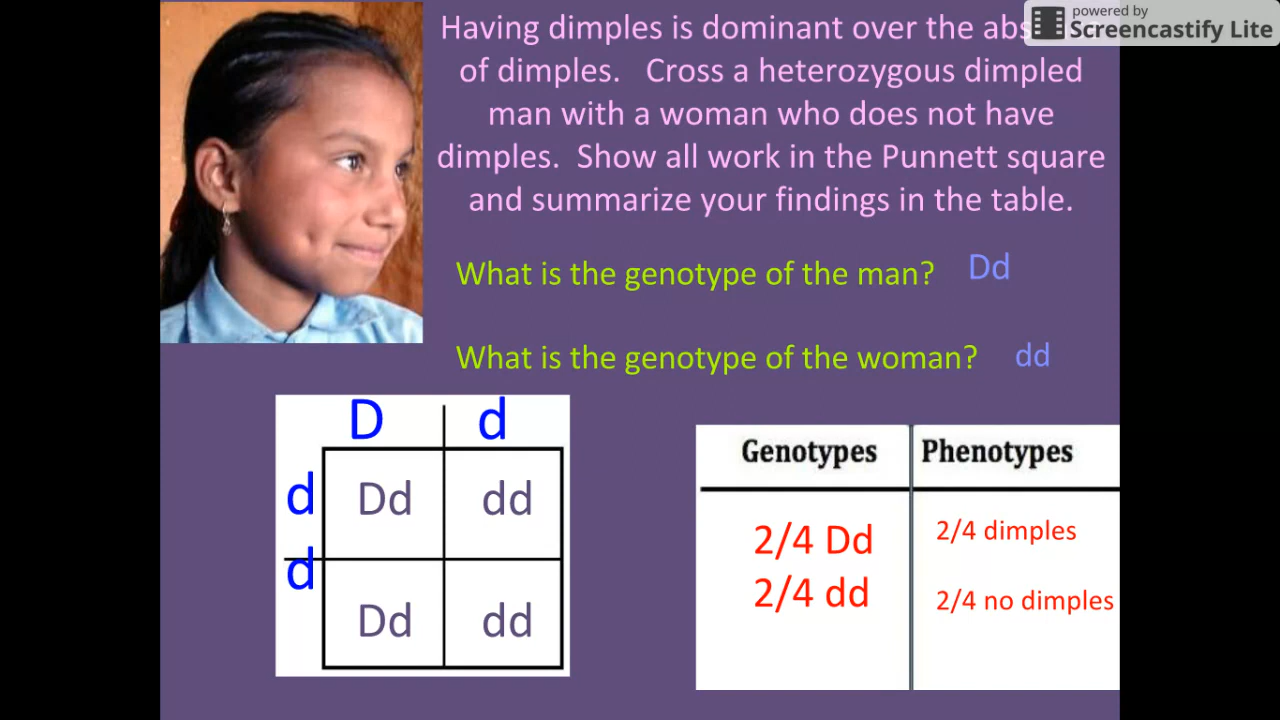 powered by
Screencastify Lite
Having dimples is dominant over the
of dimples. Cross a heterozygous dimpled
man with a woman who does not have
dimples. Show all work in the Punnett square
and summarize your findings in the table.
What is the genotype of the man? Dd
What is the genotype of the woman? dd
D d
d Dd dd
d Dd dd
Genotypes Phenotypes
2/4 Dd 2/4 dimples
2/4 dd 2/4 no dimples